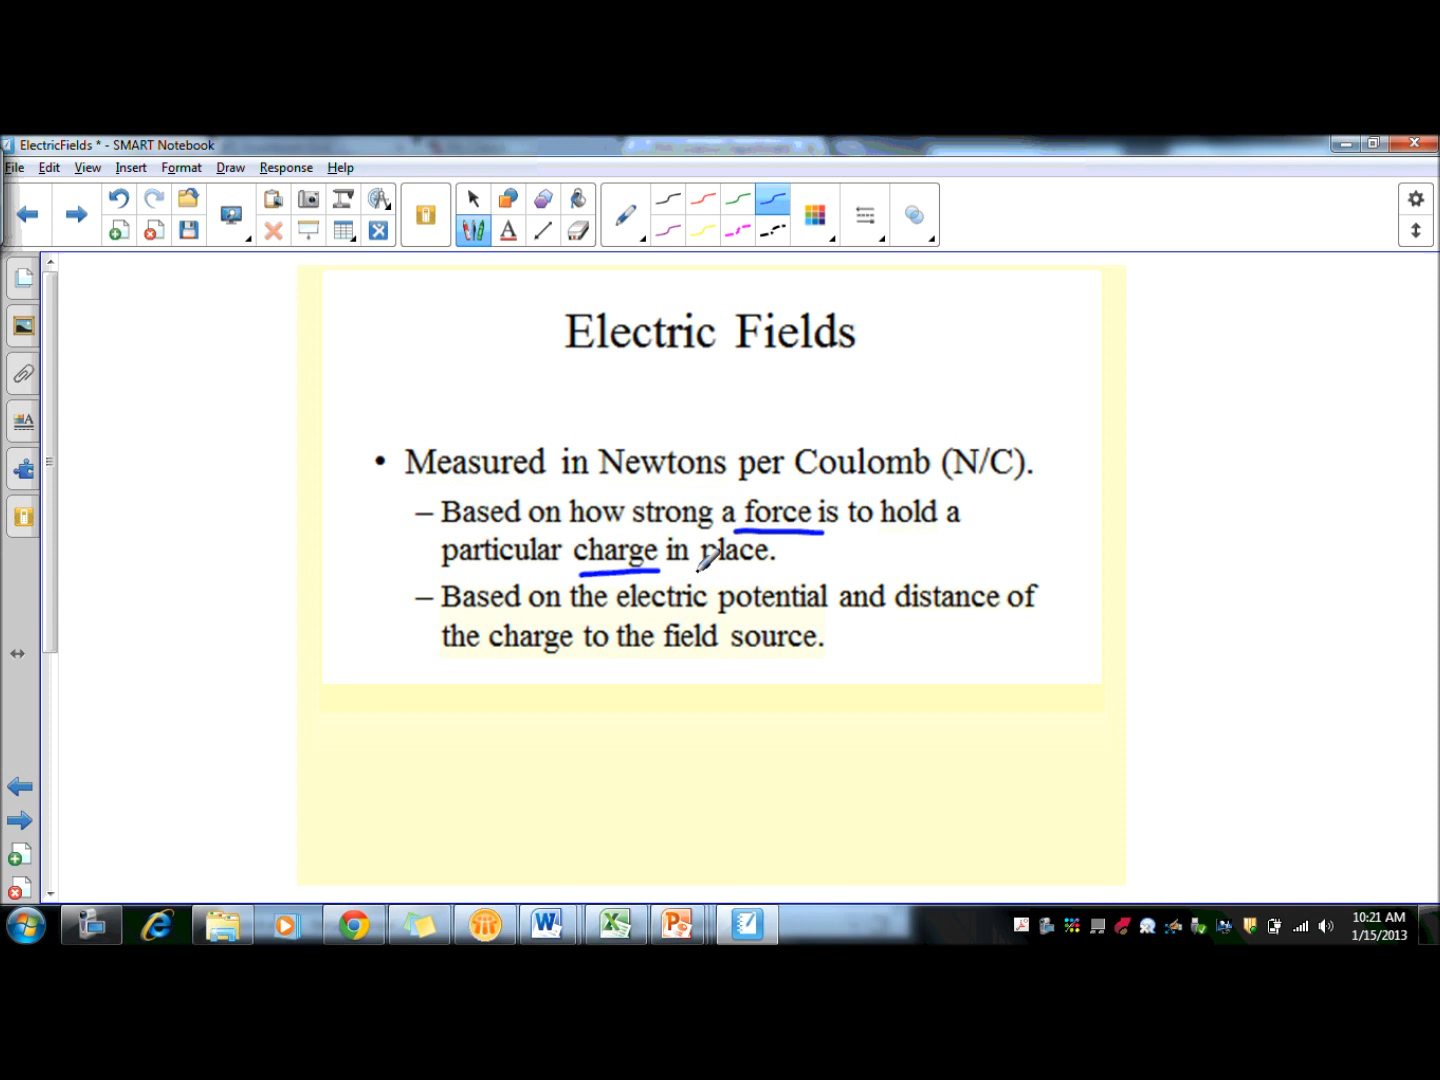 ElectricFields * - SMART Notebook
File Edit View Insert Format Draw Response Help
Electric Fields
• Measured in Newtons per Coulomb (N/C).
– Based on how strong a force is to hold a
particular charge in place.
– Based on the electric potential and distance of
the charge to the field source.
10:21 AM
1/15/2013